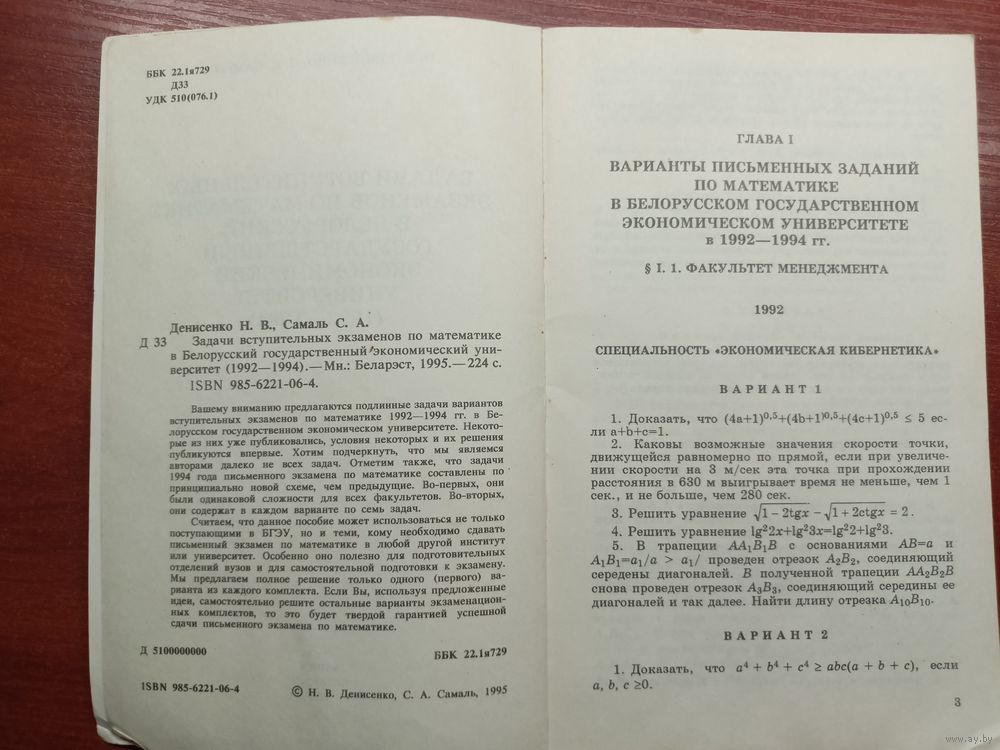 ББК 22.1я729
Д33
УДК 510(076.1)
Денисенко Н. В., Самаль С. А.
Д 33 Задачи вступительных экзаменов по математике
в Белорусский государственный экономический уни-
верситет (1992—1994).— Мн.: Беларэст, 1995.—224 с.
ISBN 985-6221-06-4.
Вашему вниманию предлагаются подлинные задачи вариантов
вступительных экзаменов по математике 1992—1994 гг. в Бе-
лорусском государственном экономическом университете. Некото-
рые из них уже публиковались, условия некоторых и их решения
публикуются впервые. Хотим подчеркнуть, что мы являемся
авторами далеко не всех задач. Отметим также, что задачи
1994 года письменного экзамена по математике составлены по
принципиально новой схеме, чем предыдущие. Во-первых, они
были одинаковой сложности для всех факультетов. Во-вторых,
они содержат в каждом варианте по семь задач.
Считаем, что данное пособие может использоваться не только
поступающими в БГЭУ, но и теми, кому необходимо сдавать
письменный экзамен по математике в любой другой институт
или университет. Особенно оно полезно для подготовительных
отделений вузов и для самостоятельной подготовки к экзамену.
Мы предлагаем полное решение только одного (первого) ва-
рианта из каждого комплекта. Если Вы, используя предложенные
идеи, самостоятельно решите остальные варианты экзаменацион-
ных комплектов, то это будет твердой гарантией успешной
сдачи письменного экзамена по математике.
Д 5100000000
ББК 22.1я729
ISBN 985-6221-06-4
© Н. В. Денисенко, С. А. Самаль, 1995
ГЛАВА I
ВАРИАНТЫ ПИСЬМЕННЫХ ЗАДАНИЙ
ПО МАТЕМАТИКЕ
В БЕЛОРУССКОМ ГОСУДАРСТВЕННОМ
ЭКОНОМИЧЕСКОМ УНИВЕРСИТЕТЕ
в 1992—1994 гг.
§ I. 1. ФАКУЛЬТЕТ МЕНЕДЖМЕНТА
1992
СПЕЦИАЛЬНОСТЬ «ЭКОНОМИЧЕСКАЯ КИБЕРНЕТИКА»
ВАРИАНТ 1
1. Доказать, что (4a+1)⁰,⁵+(4b+1)⁰,⁵+(4c+1)⁰,⁵ ≤ 5 ес-
ли a+b+c=1.
2. Каковы возможные значения скорости точки,
движущейся равномерно по прямой, если при увеличе-
нии скорости на 3 м/сек эта точка при прохождении
расстояния в 630 м выигрывает время не меньше, чем 1
сек., и не больше, чем 280 сек.
3. Решить уравнение √1−2tgx − √1+2ctgx = 2.
4. Решить уравнение lg²2x+lg²3x=lg²2+lg²3.
5. В трапеции AA₁B₁B с основаниями AB=a и
A₁B₁=a₁/a > a₁/ проведен отрезок A₂B₂, соединяющий
середены диагоналей. В полученной трапеции AA₂B₂B
снова проведен отрезок A₃B₃, соединяющий середины ее
диагоналей и так далее. Найти длину отрезка A₁₀B₁₀.
ВАРИАНТ 2
1. Доказать, что a⁴ + b⁴ + c⁴ ≥ abc(a + b + c), если
a, b, c ≥0.
3
www.ay.by